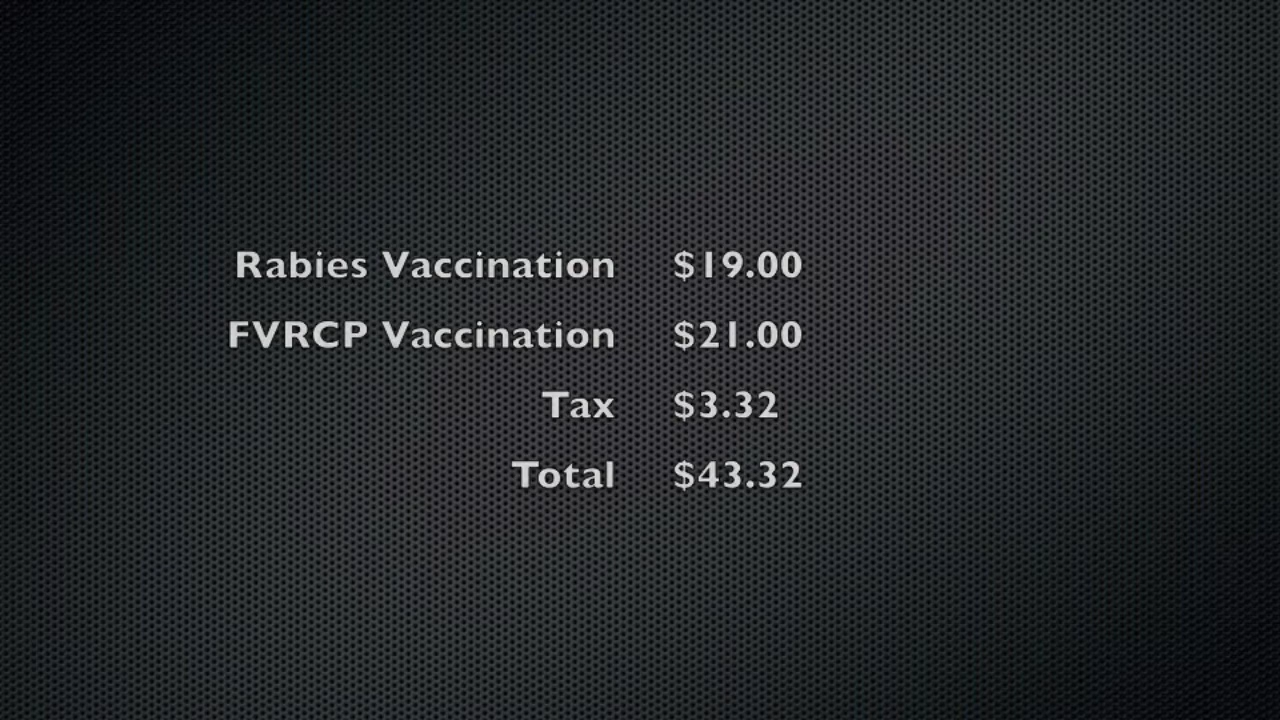 Rabies Vaccination $19.00
FVRCP Vaccination $21.00
Tax $3.32
Total $43.32